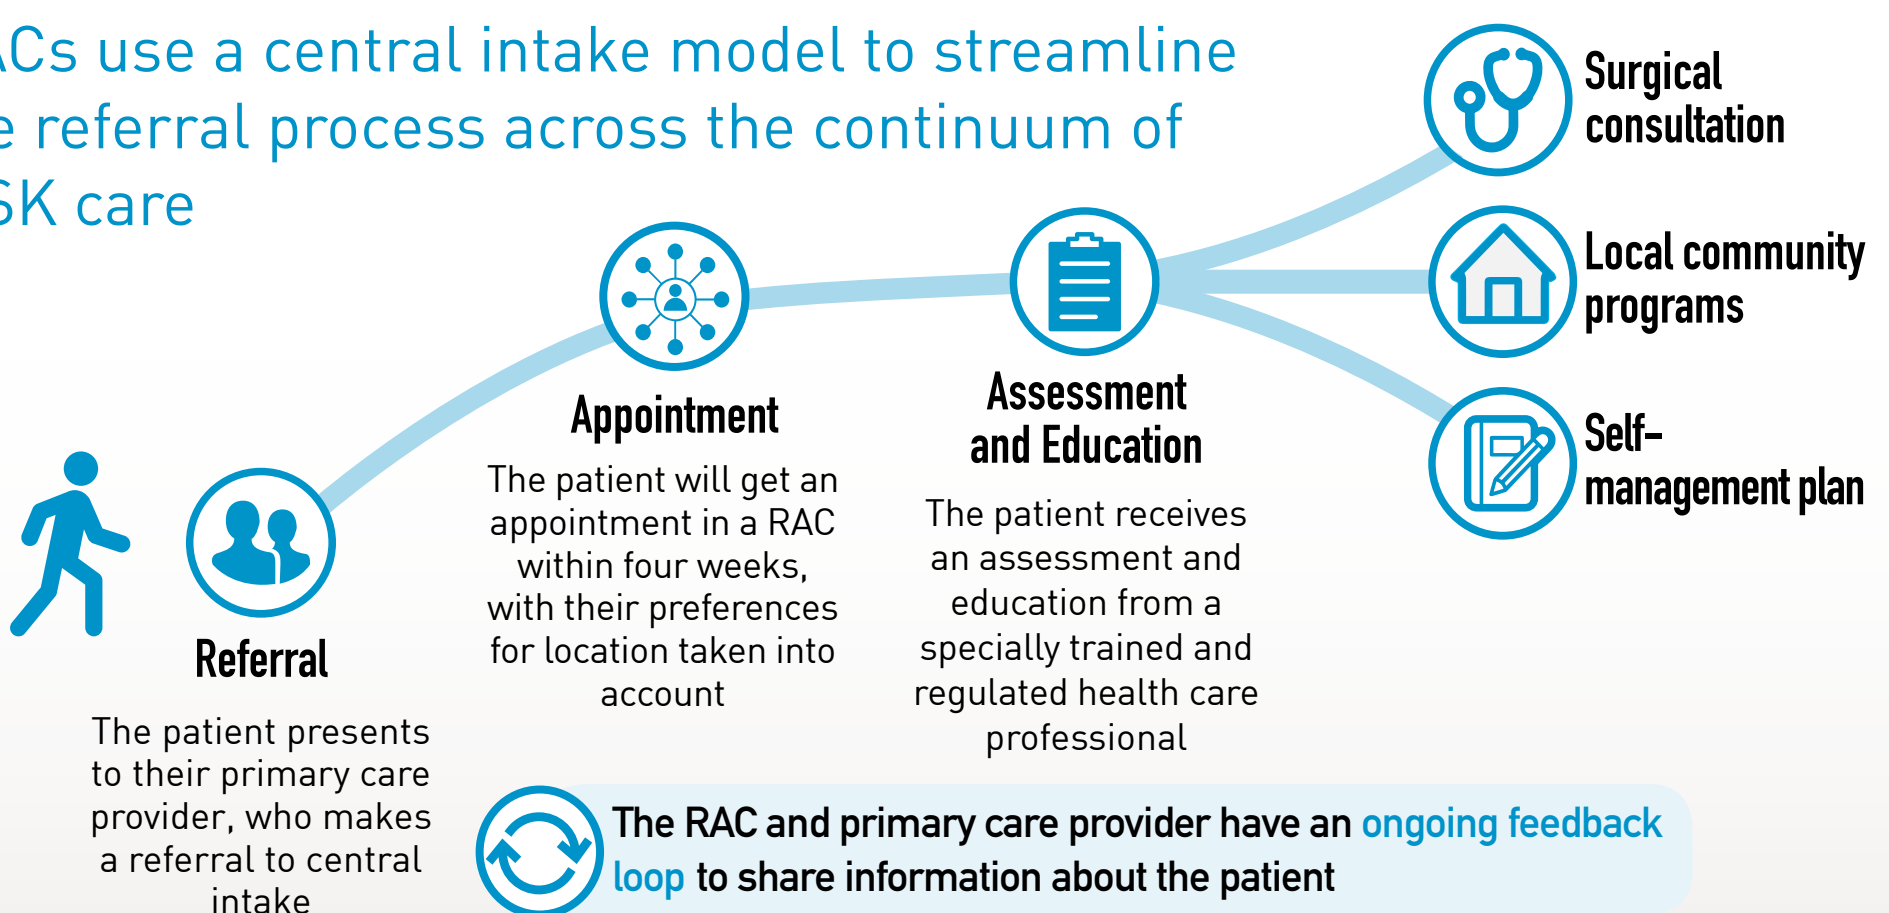 ACs use a central intake model to streamline
e referral process across the continuum of
SK care
Surgical
consultation
Local community
programs
Self-
management plan
Appointment
The patient will get an
appointment in a RAC
within four weeks,
with their preferences
for location taken into
account
Assessment
and Education
The patient receives
an assessment and
education from a
specially trained and
regulated health care
professional
Referral
The patient presents
to their primary care
provider, who makes
a referral to central
intake
The RAC and primary care provider have an ongoing feedback
loop to share information about the patient